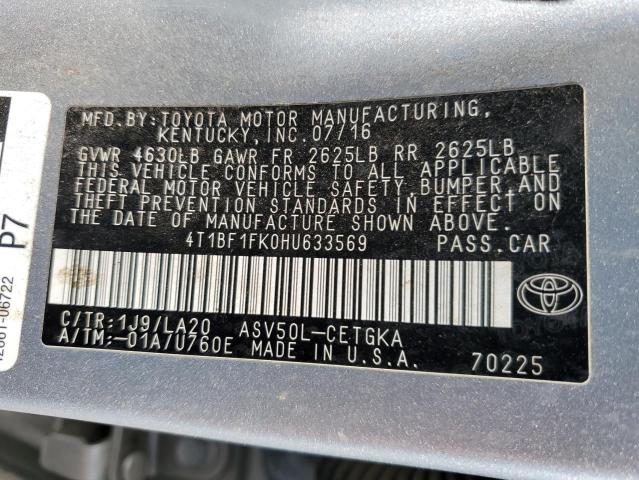 MFD.BY:TOYOTA MOTOR MANUFACTURING,
KENTUCKY, INC. 07/16
GVWR 4630LB GAWR FR 2625LB RR 2625LB
THIS VEHICLE CONFORMS TO ALL APPLICABLE
FEDERAL MOTOR VEHICLE SAFETY, BUMPER, AND
THEFT PREVENTION STANDARDS IN EFFECT ON
THE DATE OF MANUFACTURE SHOWN ABOVE.
4T1BF1FK0HU633569 PASS.CAR
C/TR:1J9/LA20 ASV50L-CETGKA
A/TM:-01A/U760E MADE IN U.S.A. 70225
P7
06722